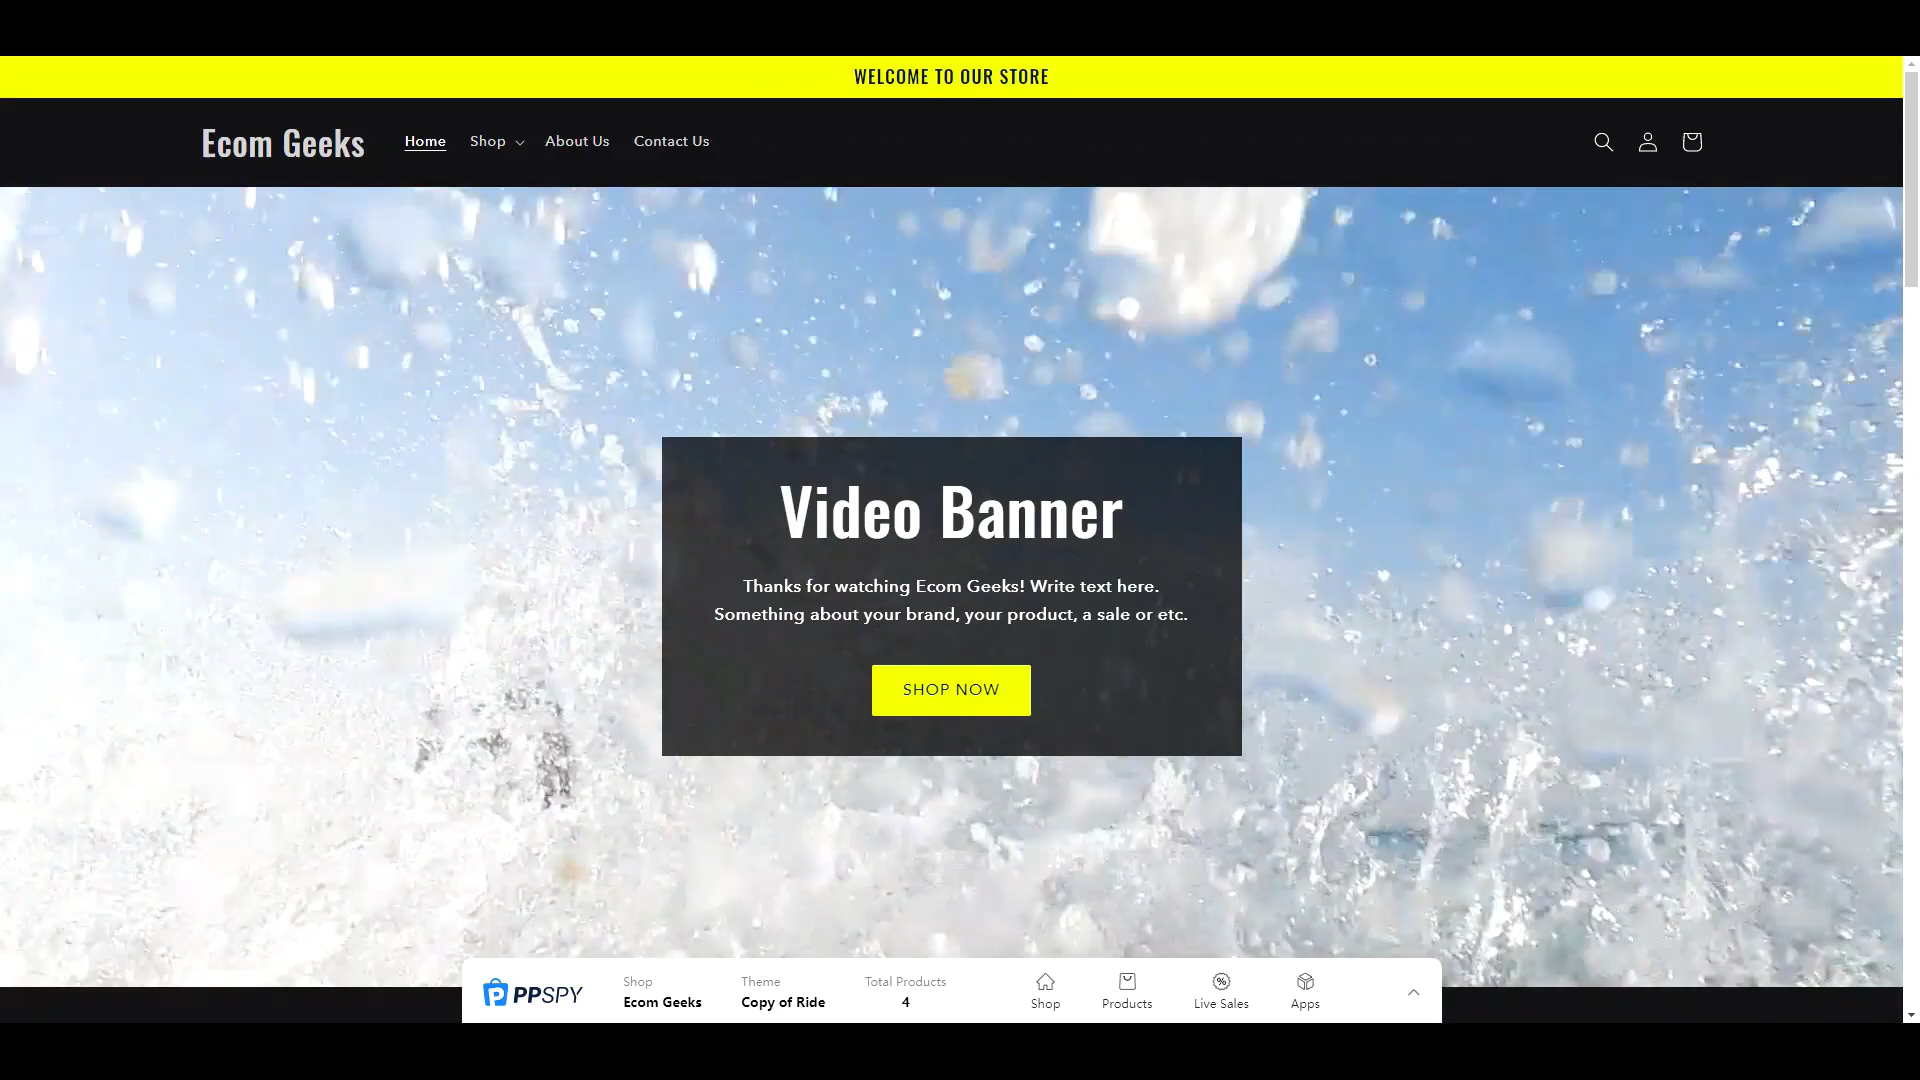 WELCOME TO OUR STORE
Ecom Geeks
Home
Shop
About Us
Contact Us
Video Banner
Thanks for watching Ecom Geeks! Write text here.
Something about your brand, your product, a sale or etc.
SHOP NOW
PPSPY
Shop
Ecom Geeks
Theme
Copy of Ride
Total Products
4
Shop
Products
Live Sales
Apps